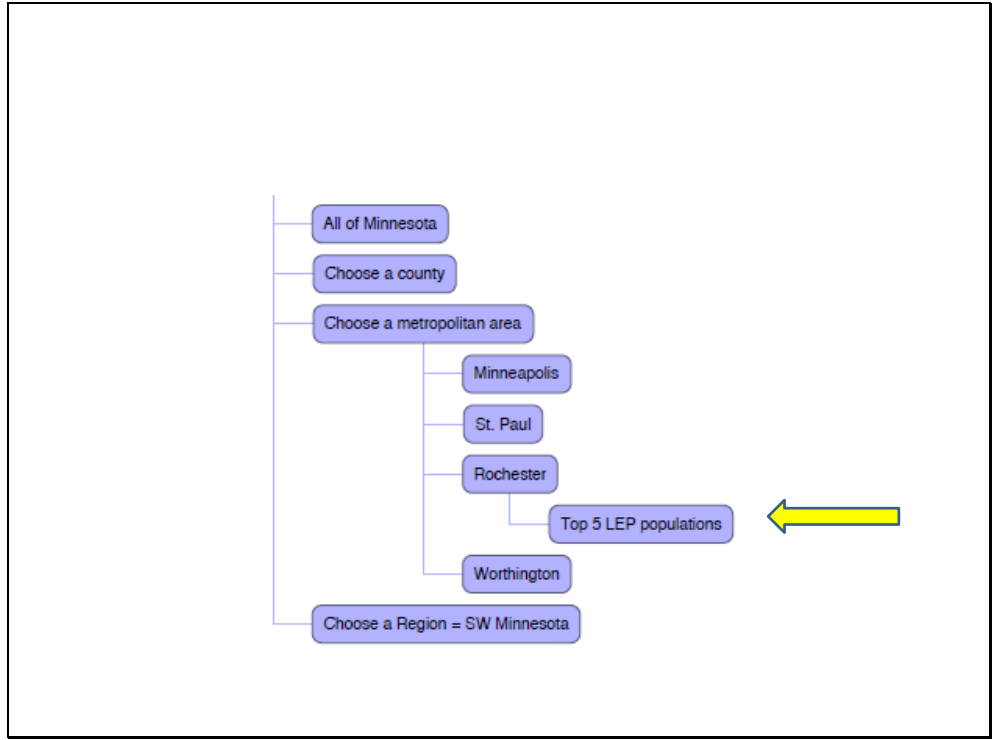 All of Minnesota
Choose a county
Choose a metropolitan area
Minneapolis
St. Paul
Rochester
Top 5 LEP populations
Worthington
Choose a Region = SW Minnesota